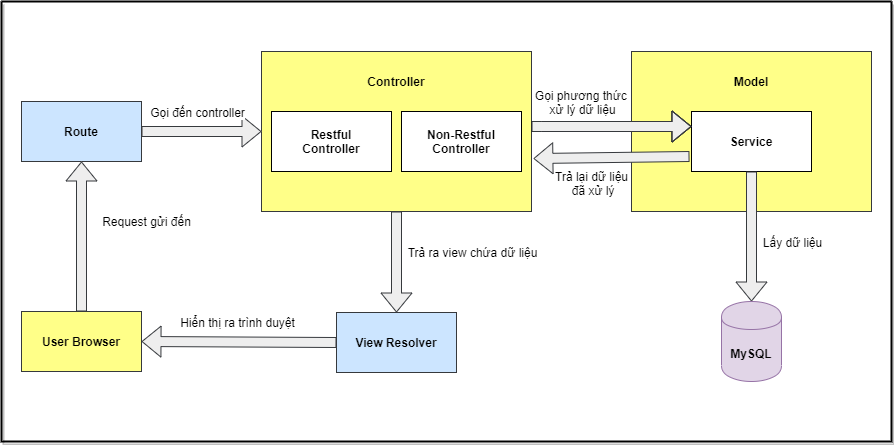 Controller
Model
Gọi phương thức
xử lý dữ liệu
Gọi đến controller
Route
Restful
Controller
Non-Restful
Controller
Service
Trả lại dữ liệu
đã xử lý
Request gửi đến
Trả ra view chứa dữ liệu
Lấy dữ liệu
Hiển thị ra trình duyệt
User Browser
View Resolver
MySQL